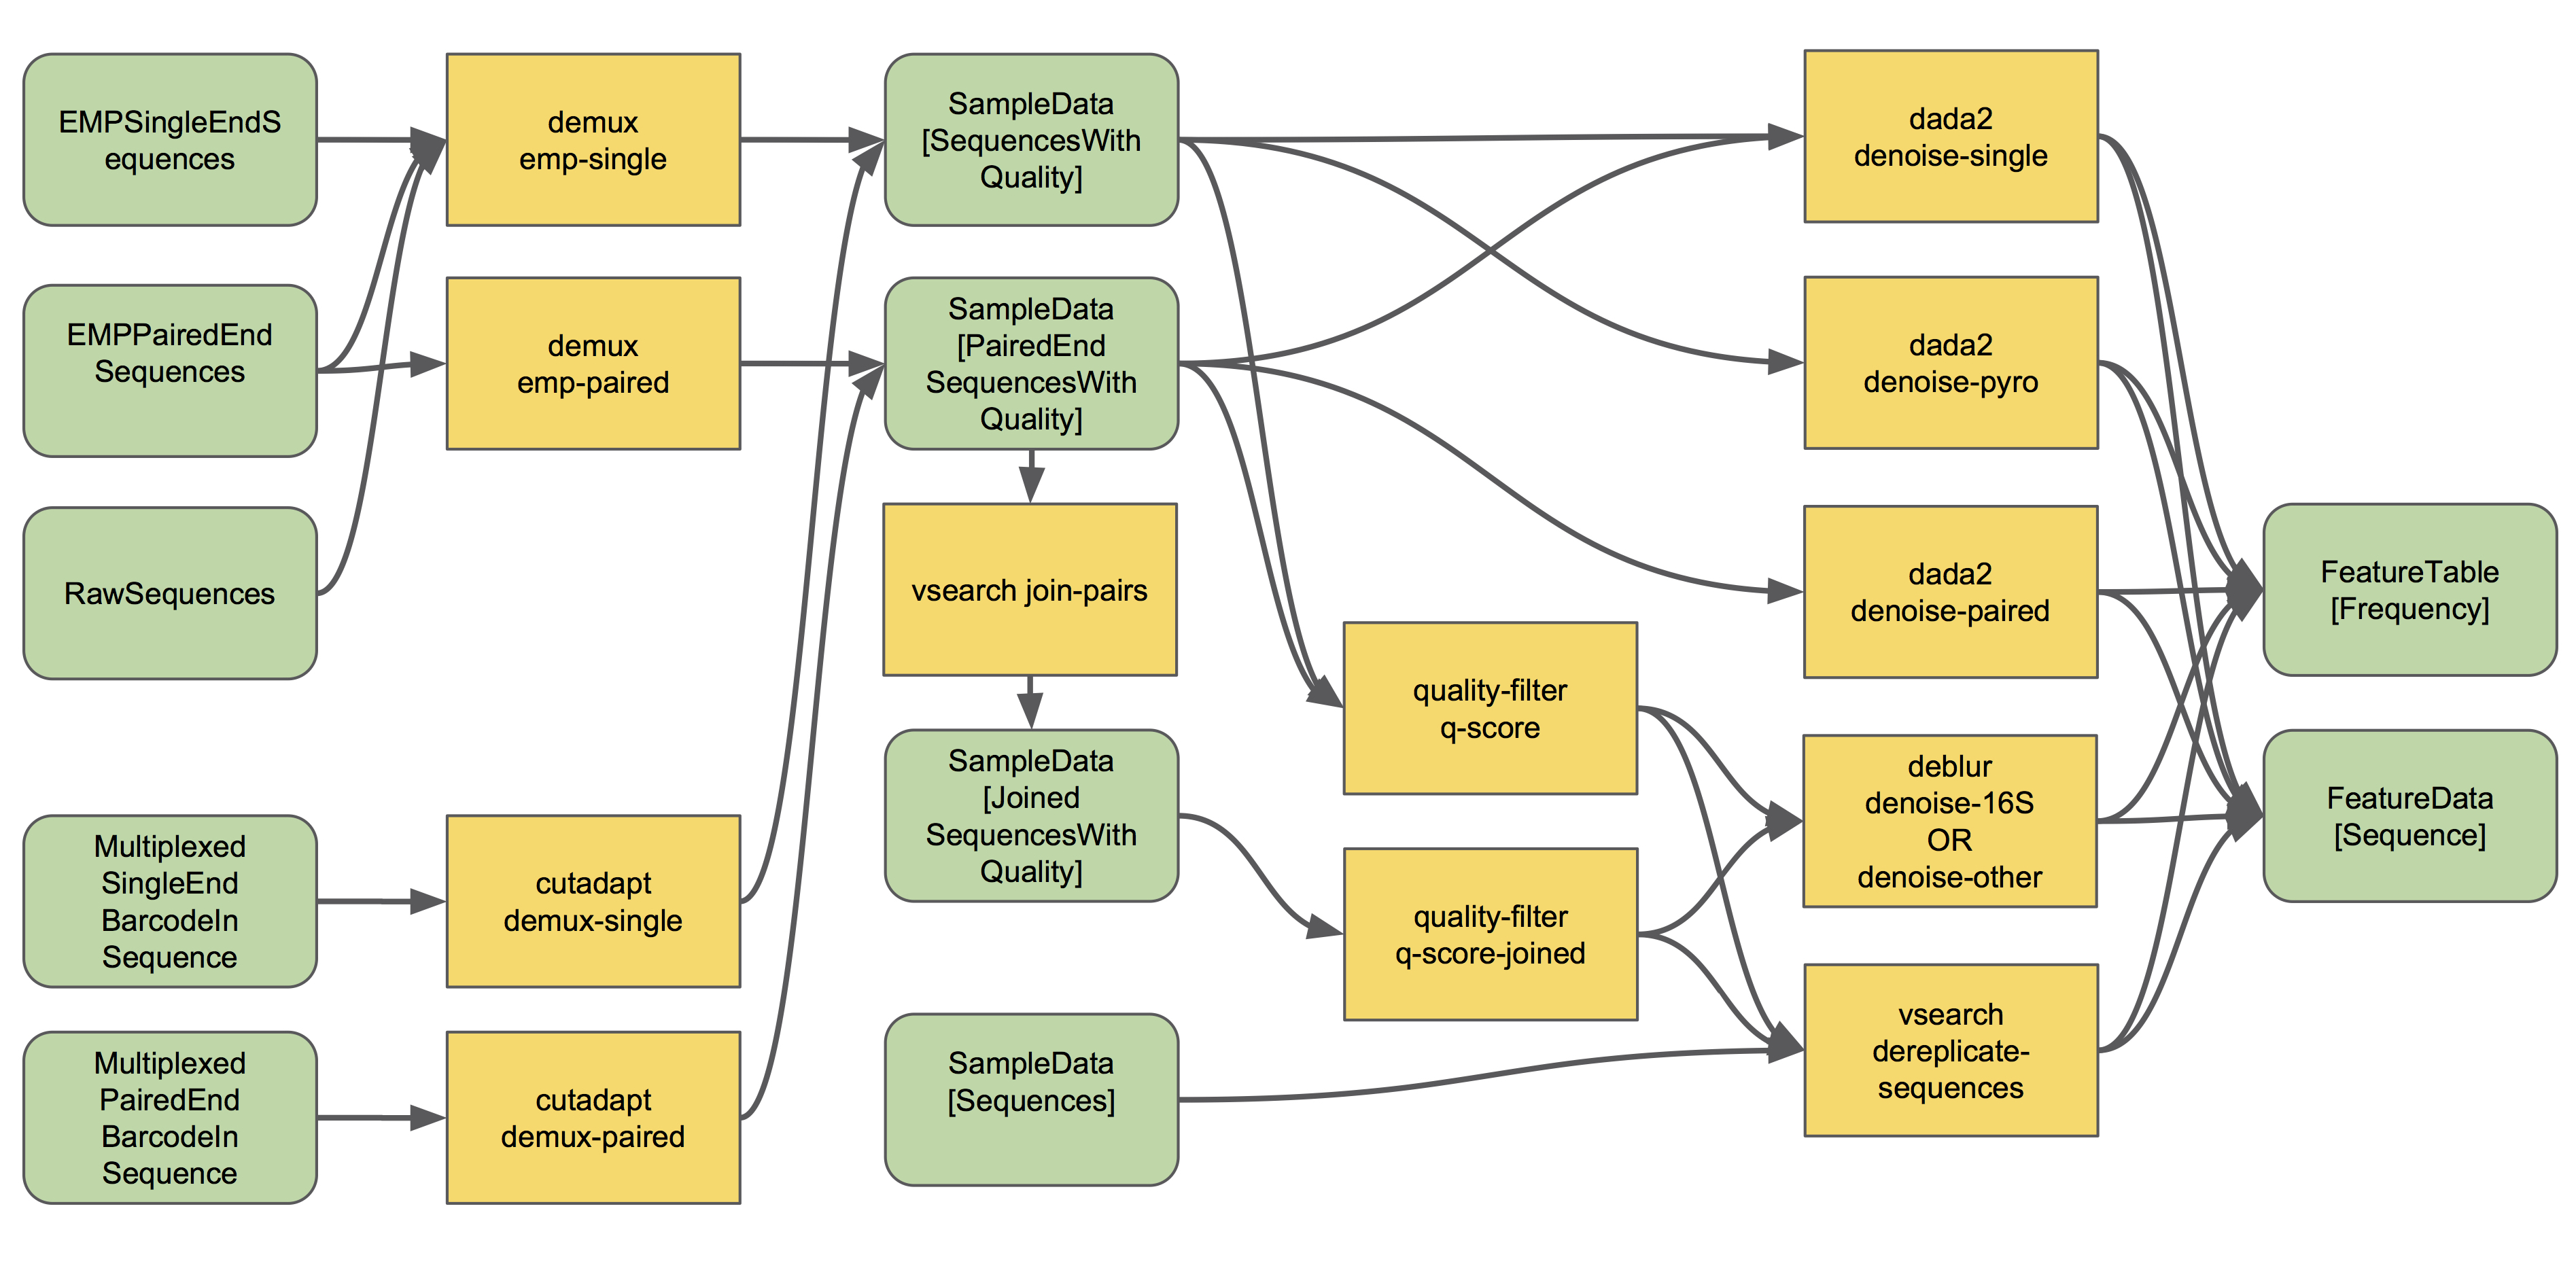 EMPSingleEndS
equences
demux
emp-single
SampleData
[SequencesWith
Quality]
dada2
denoise-single
EMPPairedEnd
Sequences
demux
emp-paired
SampleData
[PairedEnd
SequencesWith
Quality]
dada2
denoise-pyro
RawSequences
vsearch join-pairs
dada2
denoise-paired
FeatureTable
[Frequency]
quality-filter
q-score
SampleData
[Joined
SequencesWith
Quality]
deblur
denoise-16S
OR
denoise-other
FeatureData
[Sequence]
Multiplexed
SingleEnd
BarcodeIn
Sequence
cutadapt
demux-single
quality-filter
q-score-joined
Multiplexed
PairedEnd
BarcodeIn
Sequence
cutadapt
demux-paired
SampleData
[Sequences]
vsearch
dereplicate-
sequences